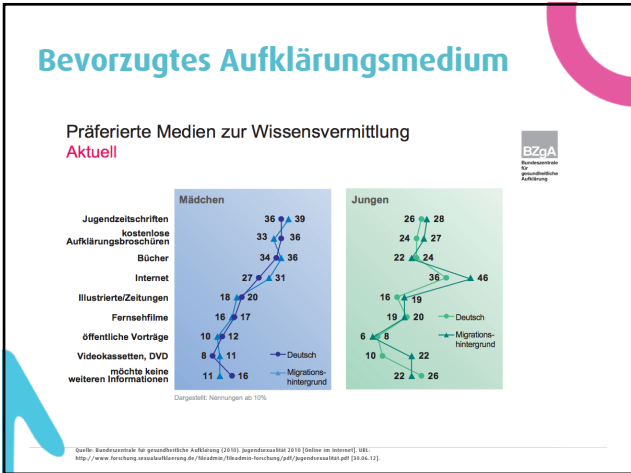 Bevorzugtes Aufklärungsmedium
Präferierte Medien zur Wissensvermittlung
Aktuell
BZgA
Bundeszentrale
für
gesundheitliche
Aufklärung
Mädchen
Jungen
Jugendzeitschriften 36 39 26 28
kostenlose
Aufklärungsbroschüren 33 36 24 27
Bücher 34 36 22 24
Internet 27 31 36 46
Illustrierte/Zeitungen 18 20 16 19
Fernsehfilme 16 17 19 20
öffentliche Vorträge 10 12 6 8
Videokassetten, DVD 8 11 10 22
möchte keine
weiteren Informationen 11 16 22 26
Deutsch
Migrations-
hintergrund
Deutsch
Migrations-
hintergrund
Dargestellt: Nennungen ab 10%
Quelle: Bundeszentrale für gesundheitliche Aufklärung (2010). Jugendsexualität 2010 [Online im Internet]. URL:
http://www.forschung.sexualaufklaerung.de/fileadmin/fileadmin-forschung/pdf/jugendsexualität.pdf [30.06.12].